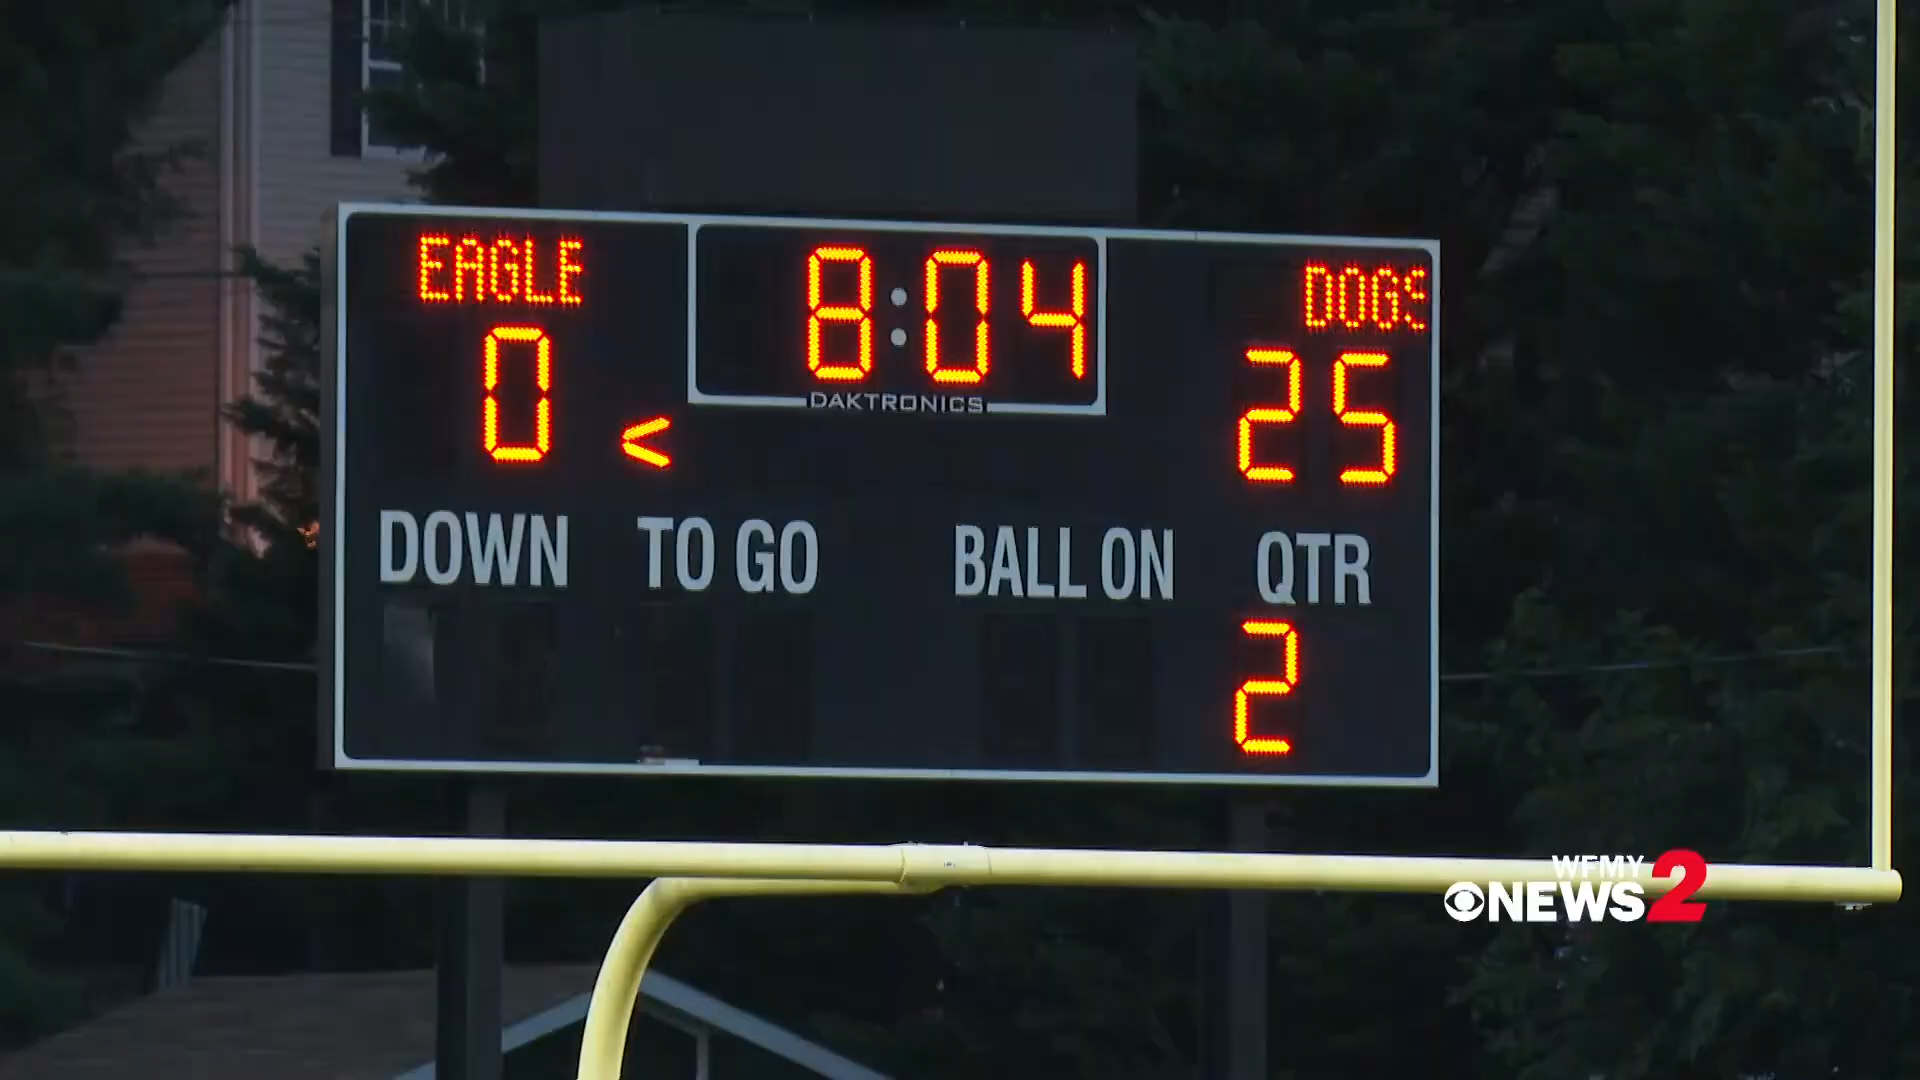 EAGLE 8:04 DOGS
0 < 25
DAKTRONICS
DOWN TO GO BALL ON QTR
2
WFMY
NEWS 2